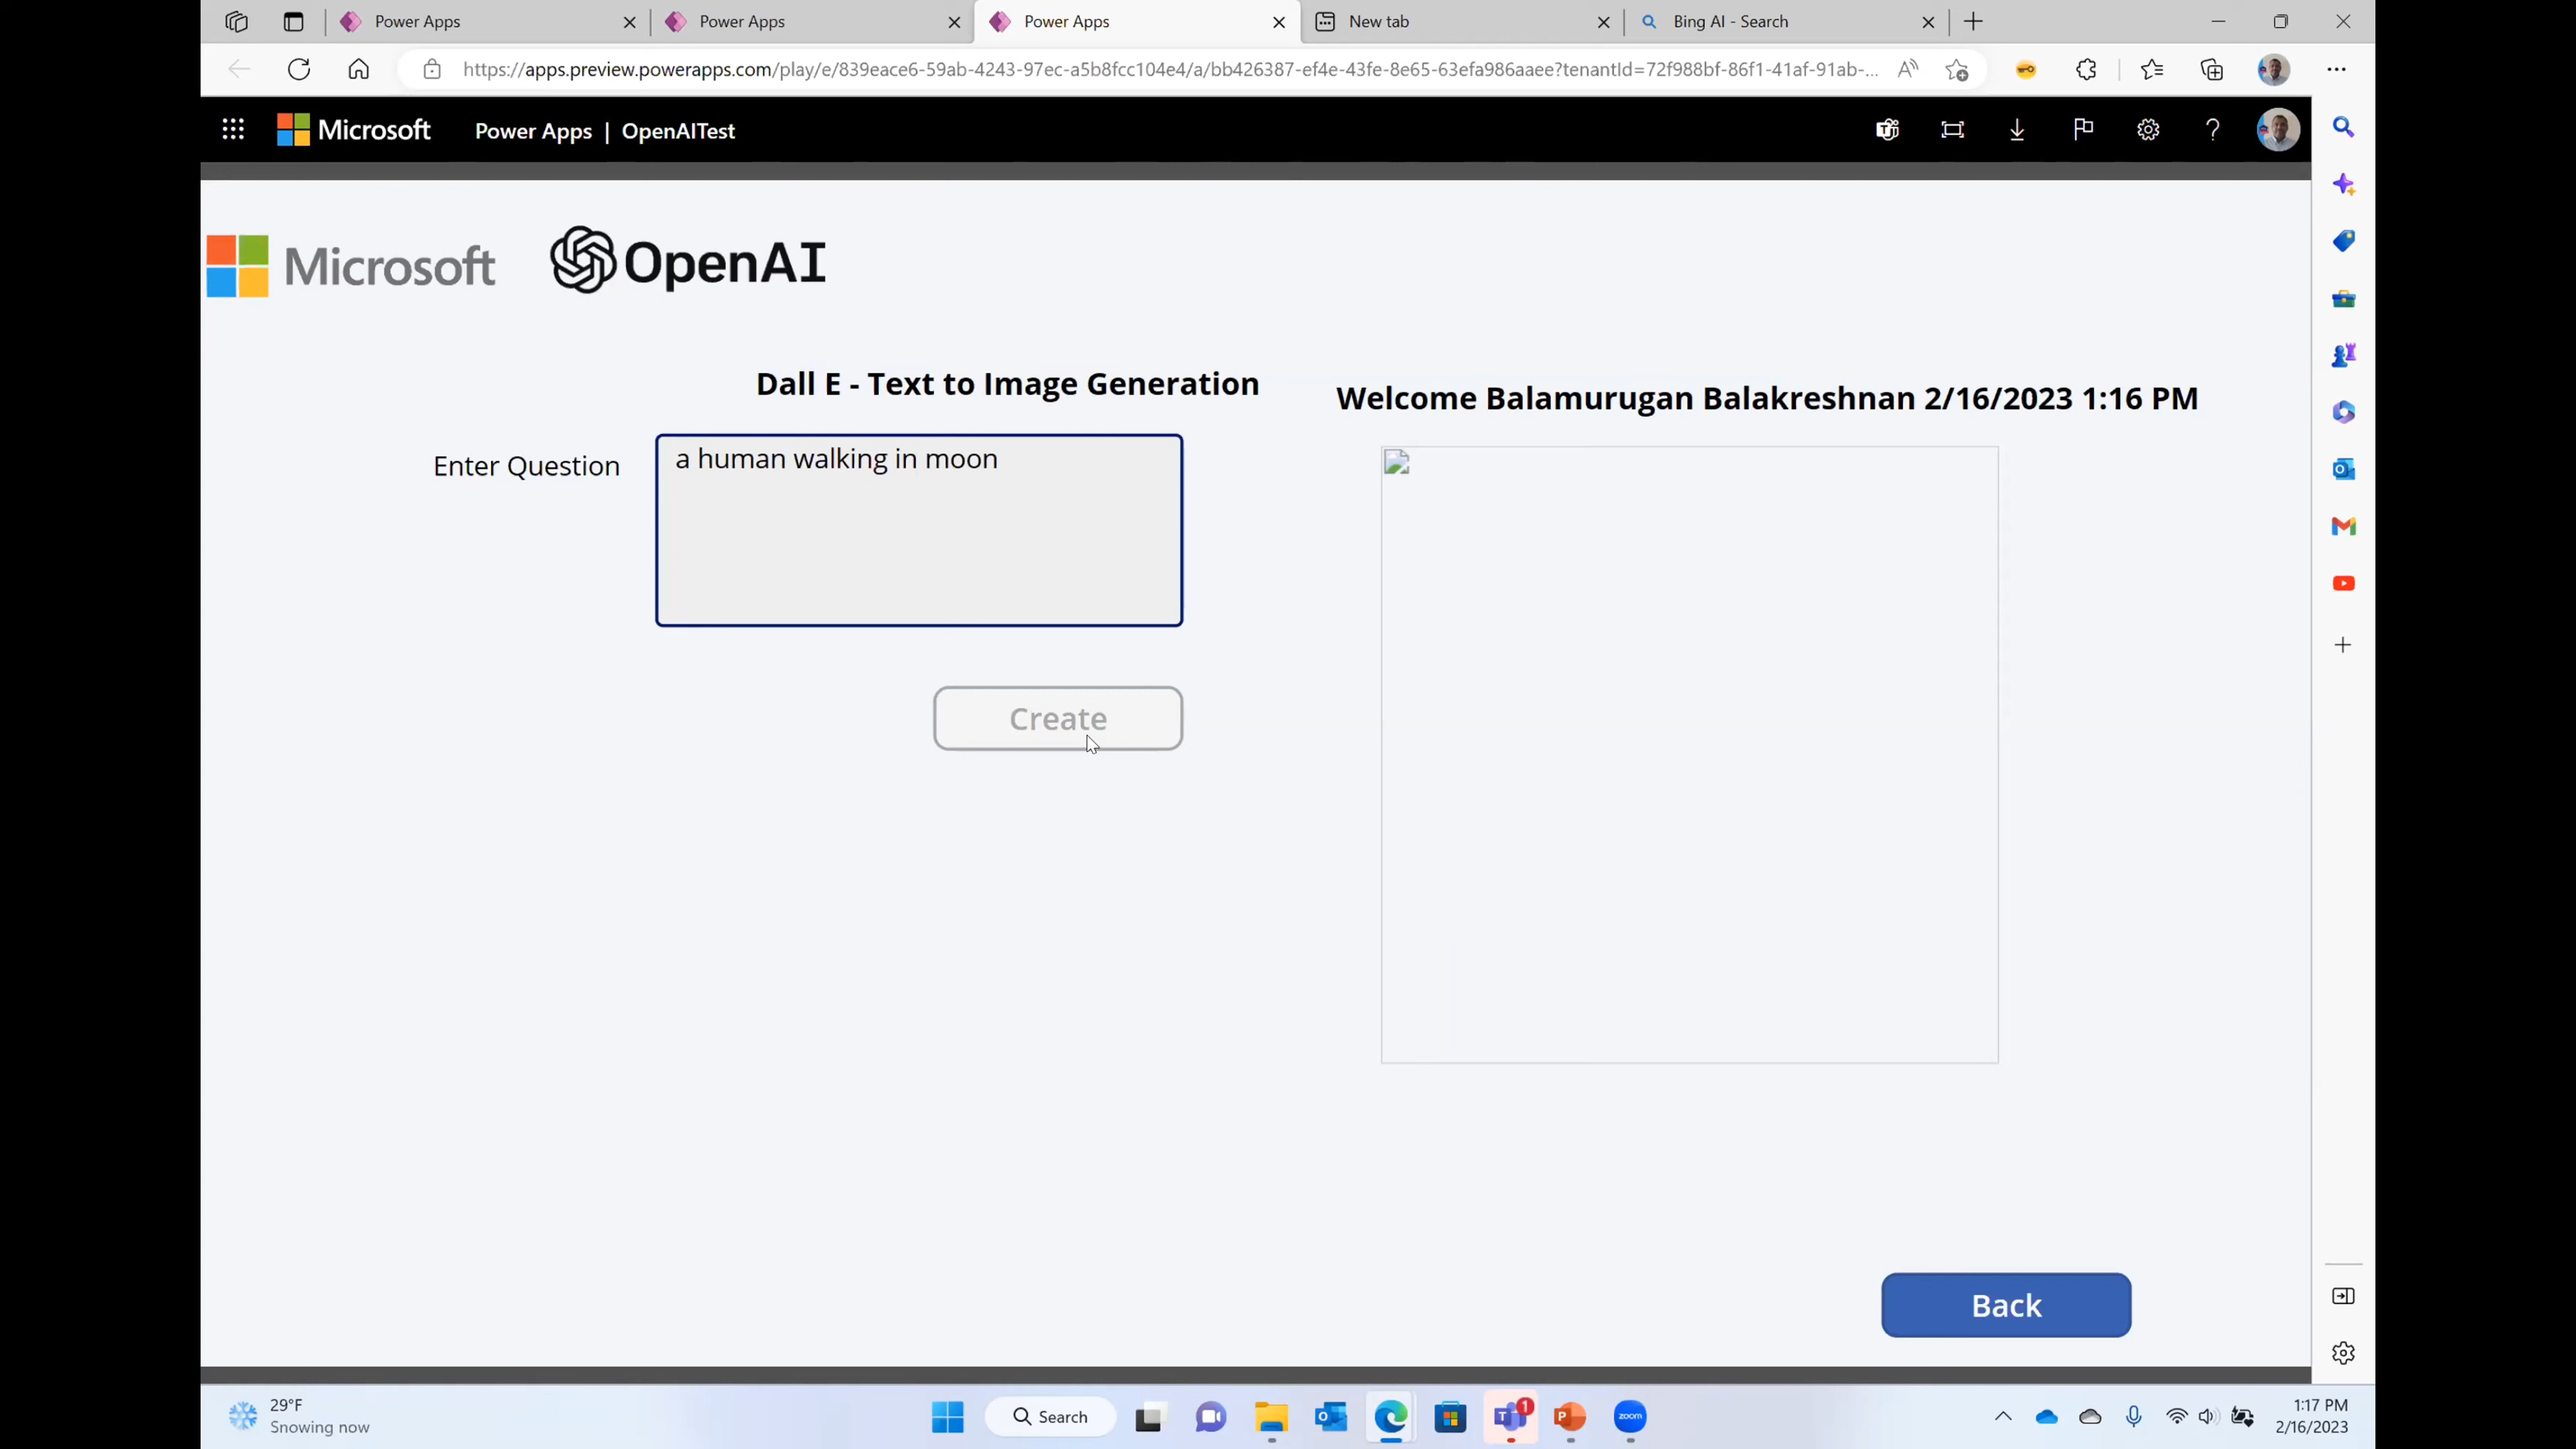 Power Apps
Power Apps
Power Apps
New tab
Bing AI - Search
https://apps.preview.powerapps.com/play/e/839eace6-59ab-4243-97ec-a5b8fcc104e4/a/bb426387-ef4e-43fe-8e65-63efa986aaee?tenantId=72f988bf-86f1-41af-91ab-...
Microsoft Power Apps | OpenAITest
Microsoft OpenAI
Dall E - Text to Image Generation
Welcome Balamurugan Balakreshnan 2/16/2023 1:16 PM
Enter Question
a human walking in moon
Create
Back
29°F
Snowing now
Search
1
zoom
1:17 PM
2/16/2023